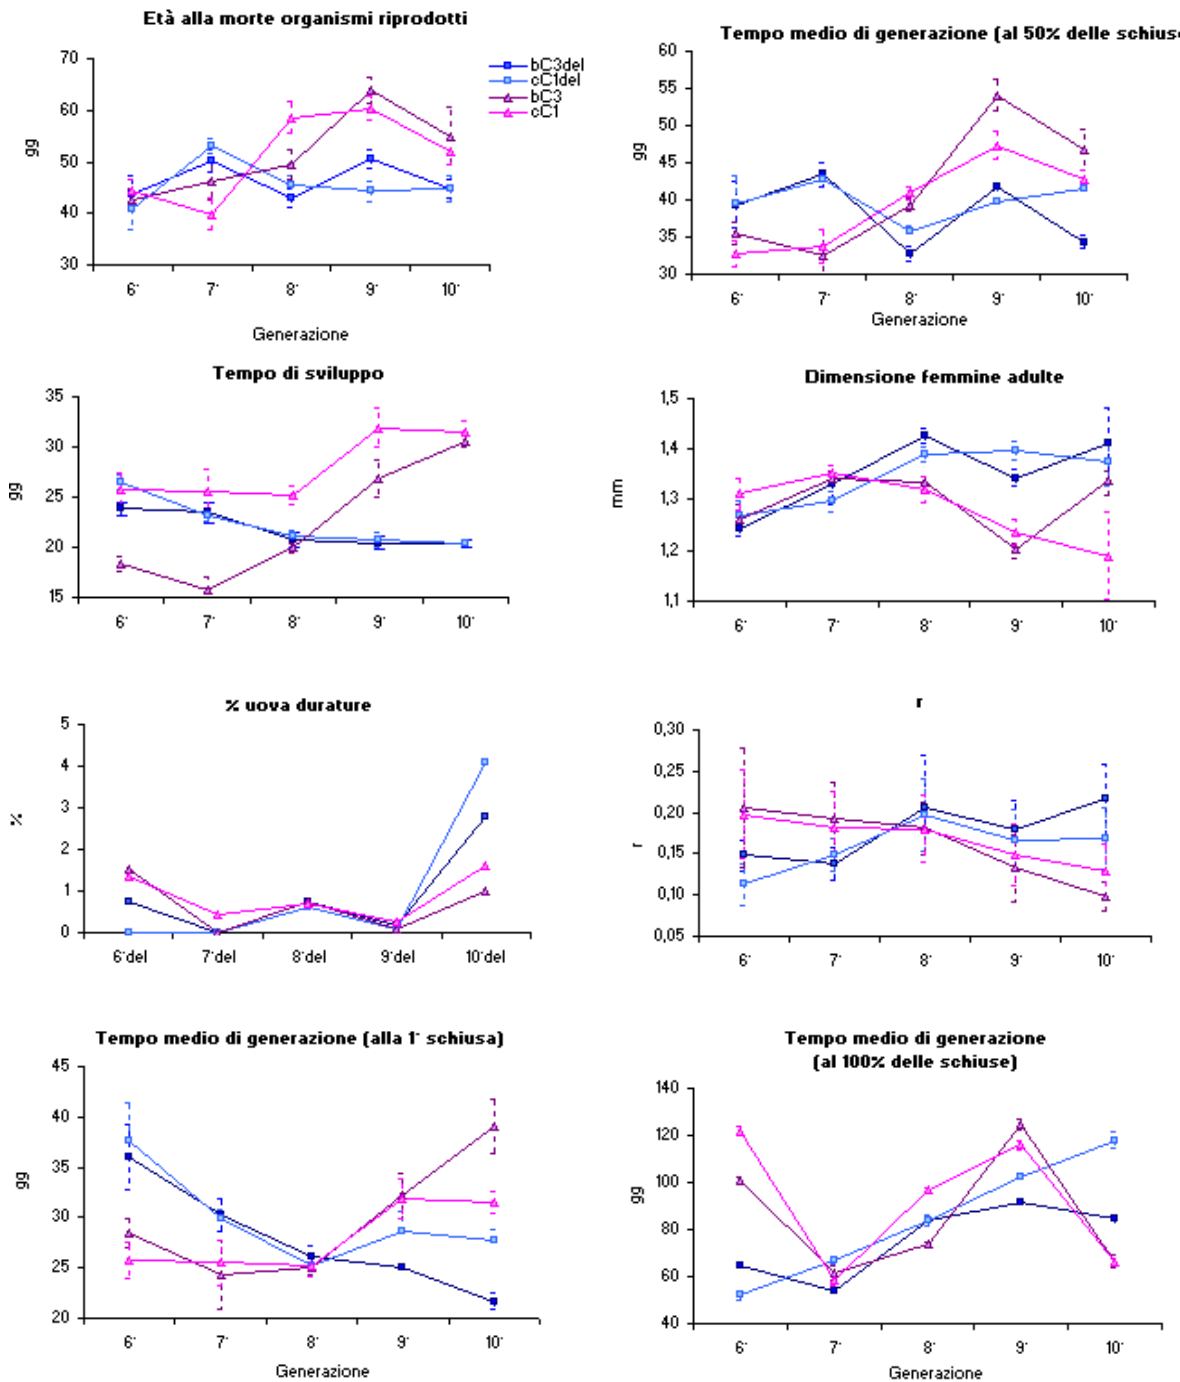 Età alla morte organismi riprodotti
70
60
50
40
30
gg
6· 7· 8· 9· 10·
Generazione
bC3del
cC1del
bC3
cC1
Tempo medio di generazione (al 50% delle schiuse
60
55
50
45
40
35
30
gg
6· 7· 8· 9· 10·
Generazione
Tempo di sviluppo
35
30
25
20
15
gg
6· 7· 8· 9· 10·
Dimensione femmine adulte
1,5
1,4
1,3
1,2
1,1
mm
6· 7· 8· 9· 10·
% uova durature
5
4
3
2
1
0
%
6·del 7·del 8·del 9·del 10·del
r
0,30
0,25
0,20
0,15
0,10
0,05
r
6· 7· 8· 9· 10·
Tempo medio di generazione (alla 1· schiusa)
45
40
35
30
25
20
gg
6· 7· 8· 9· 10·
Generazione
Tempo medio di generazione
(al 100% delle schiuse)
140
120
100
80
60
40
gg
6· 7· 8· 9· 10·
Generazione